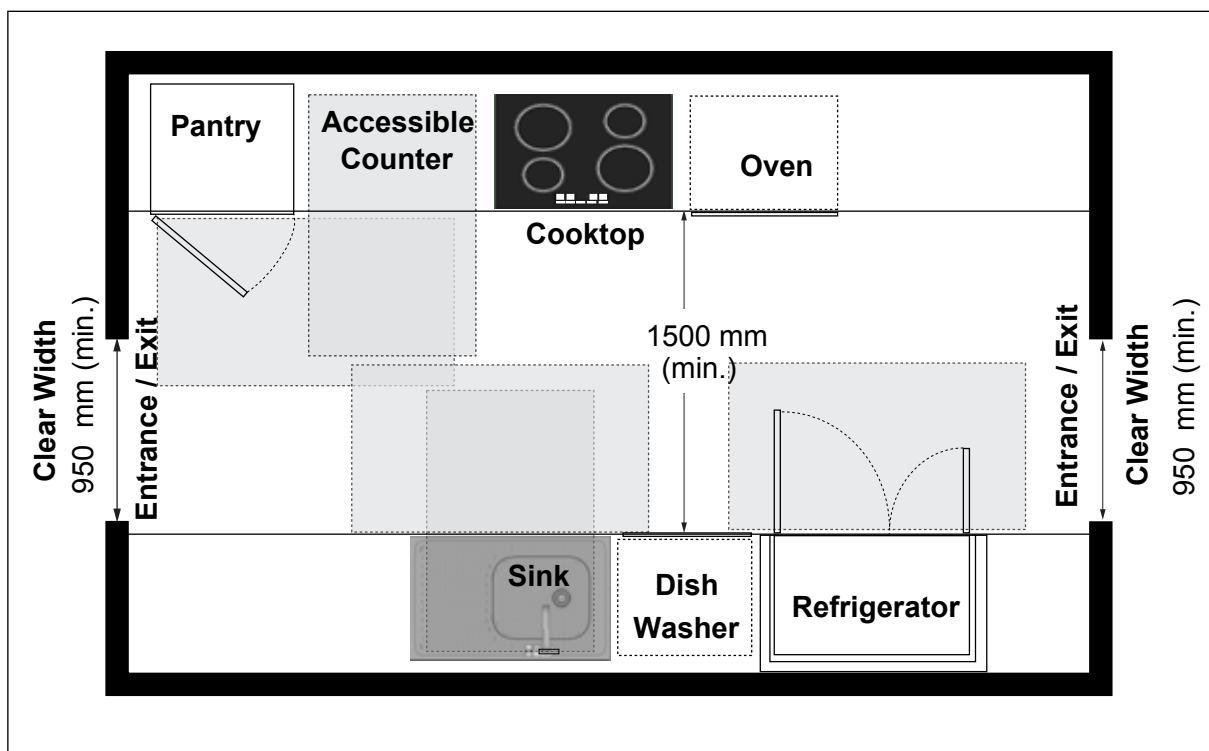 Pantry
Accessible
Counter
Oven
Cooktop
1500 mm
(min.)
Clear Width
950 mm (min.)
Entrance / Exit
Entrance / Exit
Clear Width
950 mm (min.)
Sink
Dish
Washer
Refrigerator